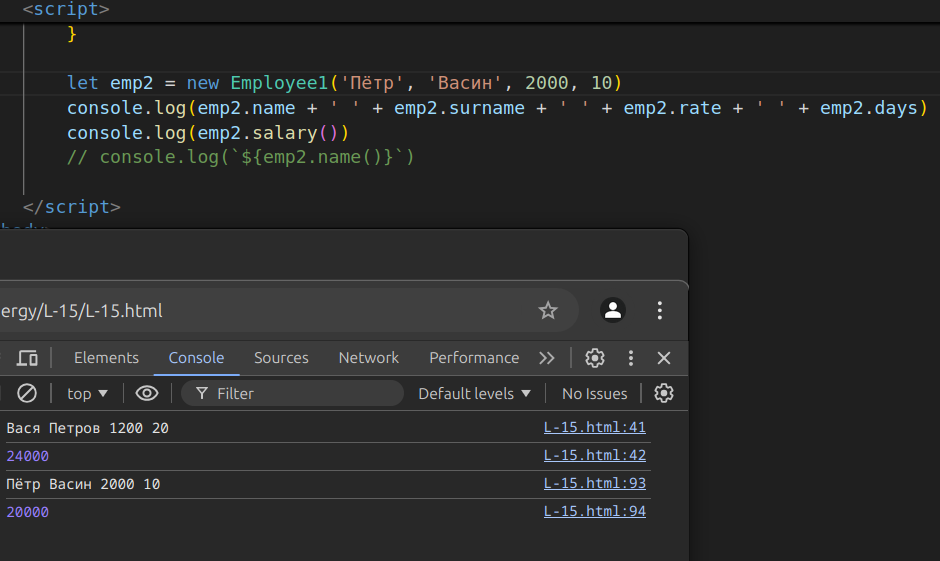 <script>
}
let emp2 = new Employee1('Пётр', 'Васин', 2000, 10)
console.log(emp2.name + ' ' + emp2.surname + ' ' + emp2.rate + ' ' + emp2.days)
console.log(emp2.salary())
// console.log(`${emp2.name()}`)
</script>
ergy/L-15/L-15.html
Elements Console Sources Network Performance
top Filter Default levels No Issues
Вася Петров 1200 20 L-15.html:41
24000 L-15.html:42
Пётр Васин 2000 10 L-15.html:93
20000 L-15.html:94